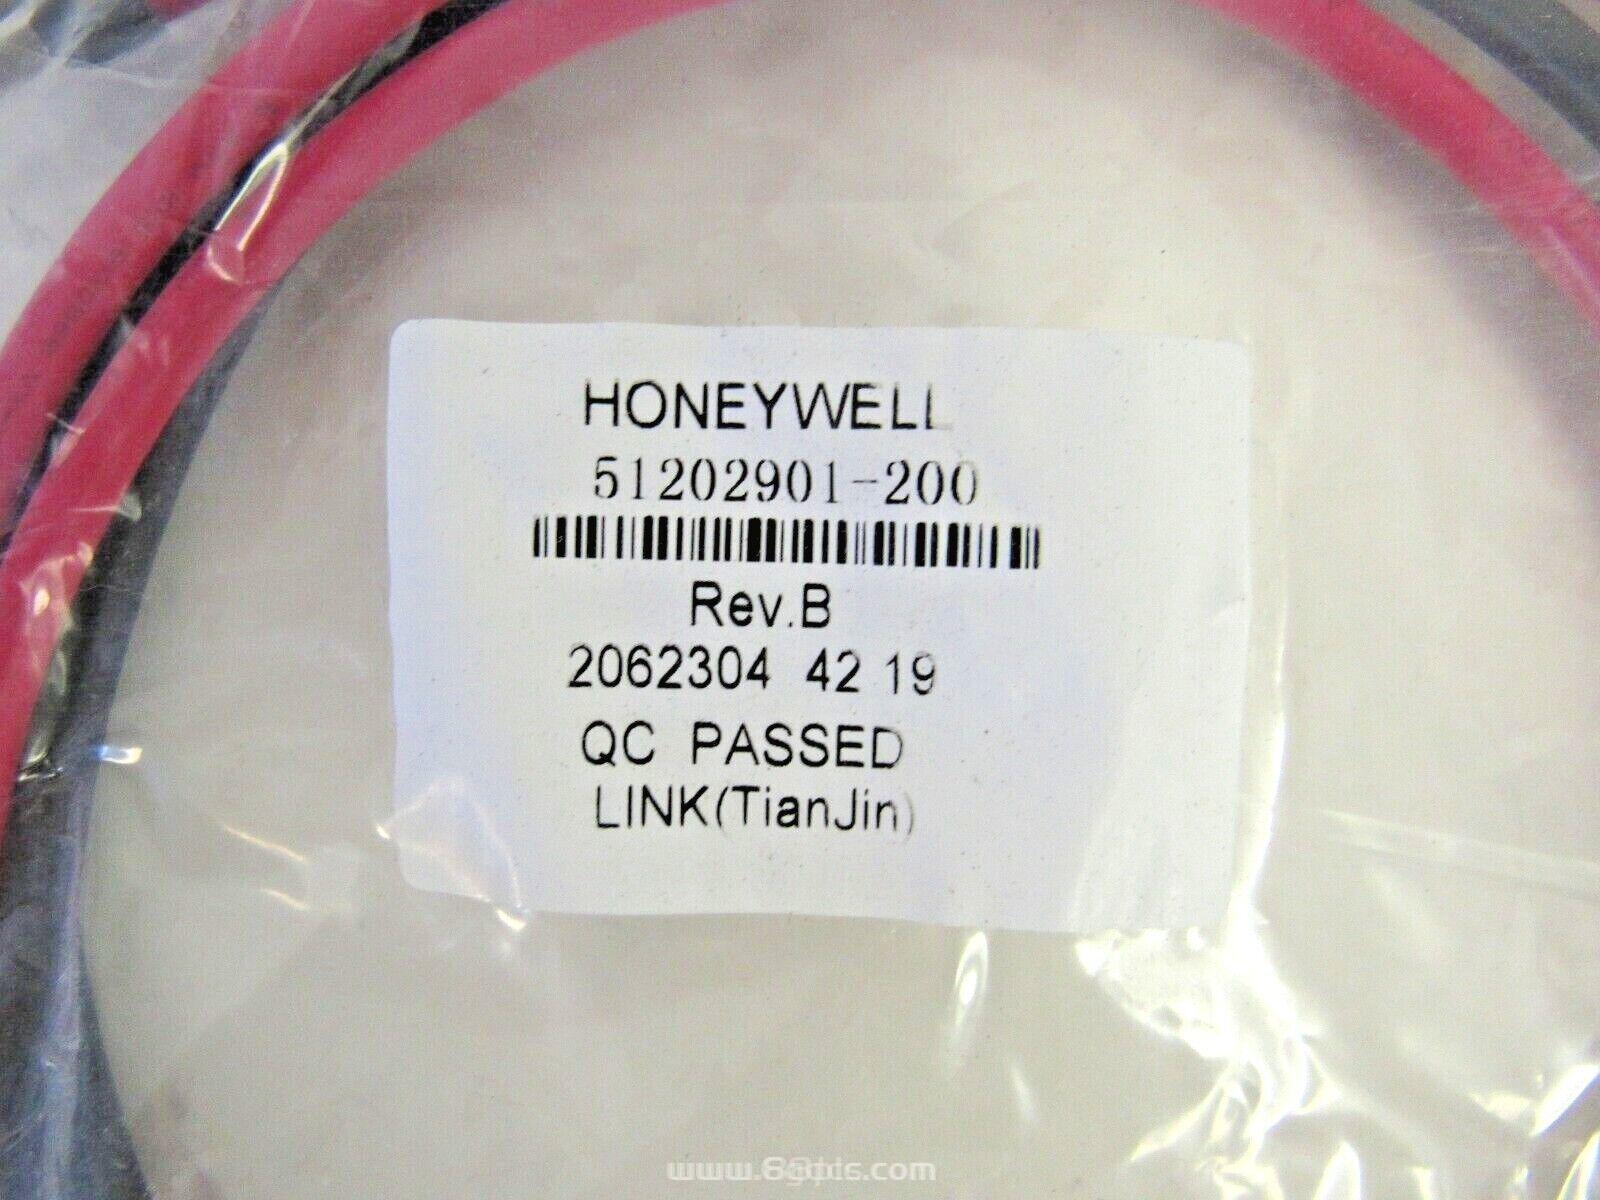 HONEYWELL
51202901-200
Rev.B
2062304 42 19
QC PASSED
LINK(TianJin)